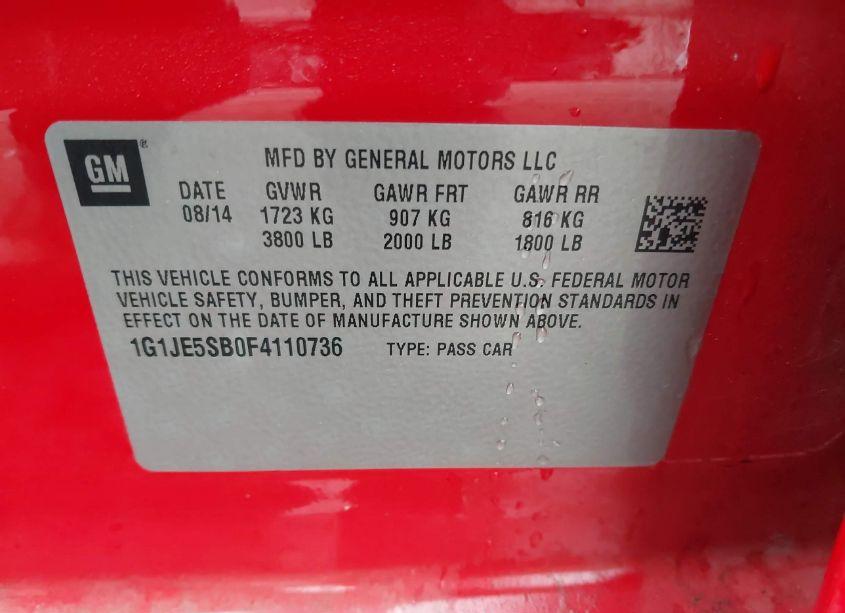 GM®
MFD BY GENERAL MOTORS LLC
DATE GVWR GAWR FRT GAWR RR
08/14 1723 KG 907 KG 816 KG
3800 LB 2000 LB 1800 LB
THIS VEHICLE CONFORMS TO ALL APPLICABLE U.S. FEDERAL MOTOR
VEHICLE SAFETY, BUMPER, AND THEFT PREVENTION STANDARDS IN
EFFECT ON THE DATE OF MANUFACTURE SHOWN ABOVE.
1G1JE5SB0F4110736 TYPE: PASS CAR